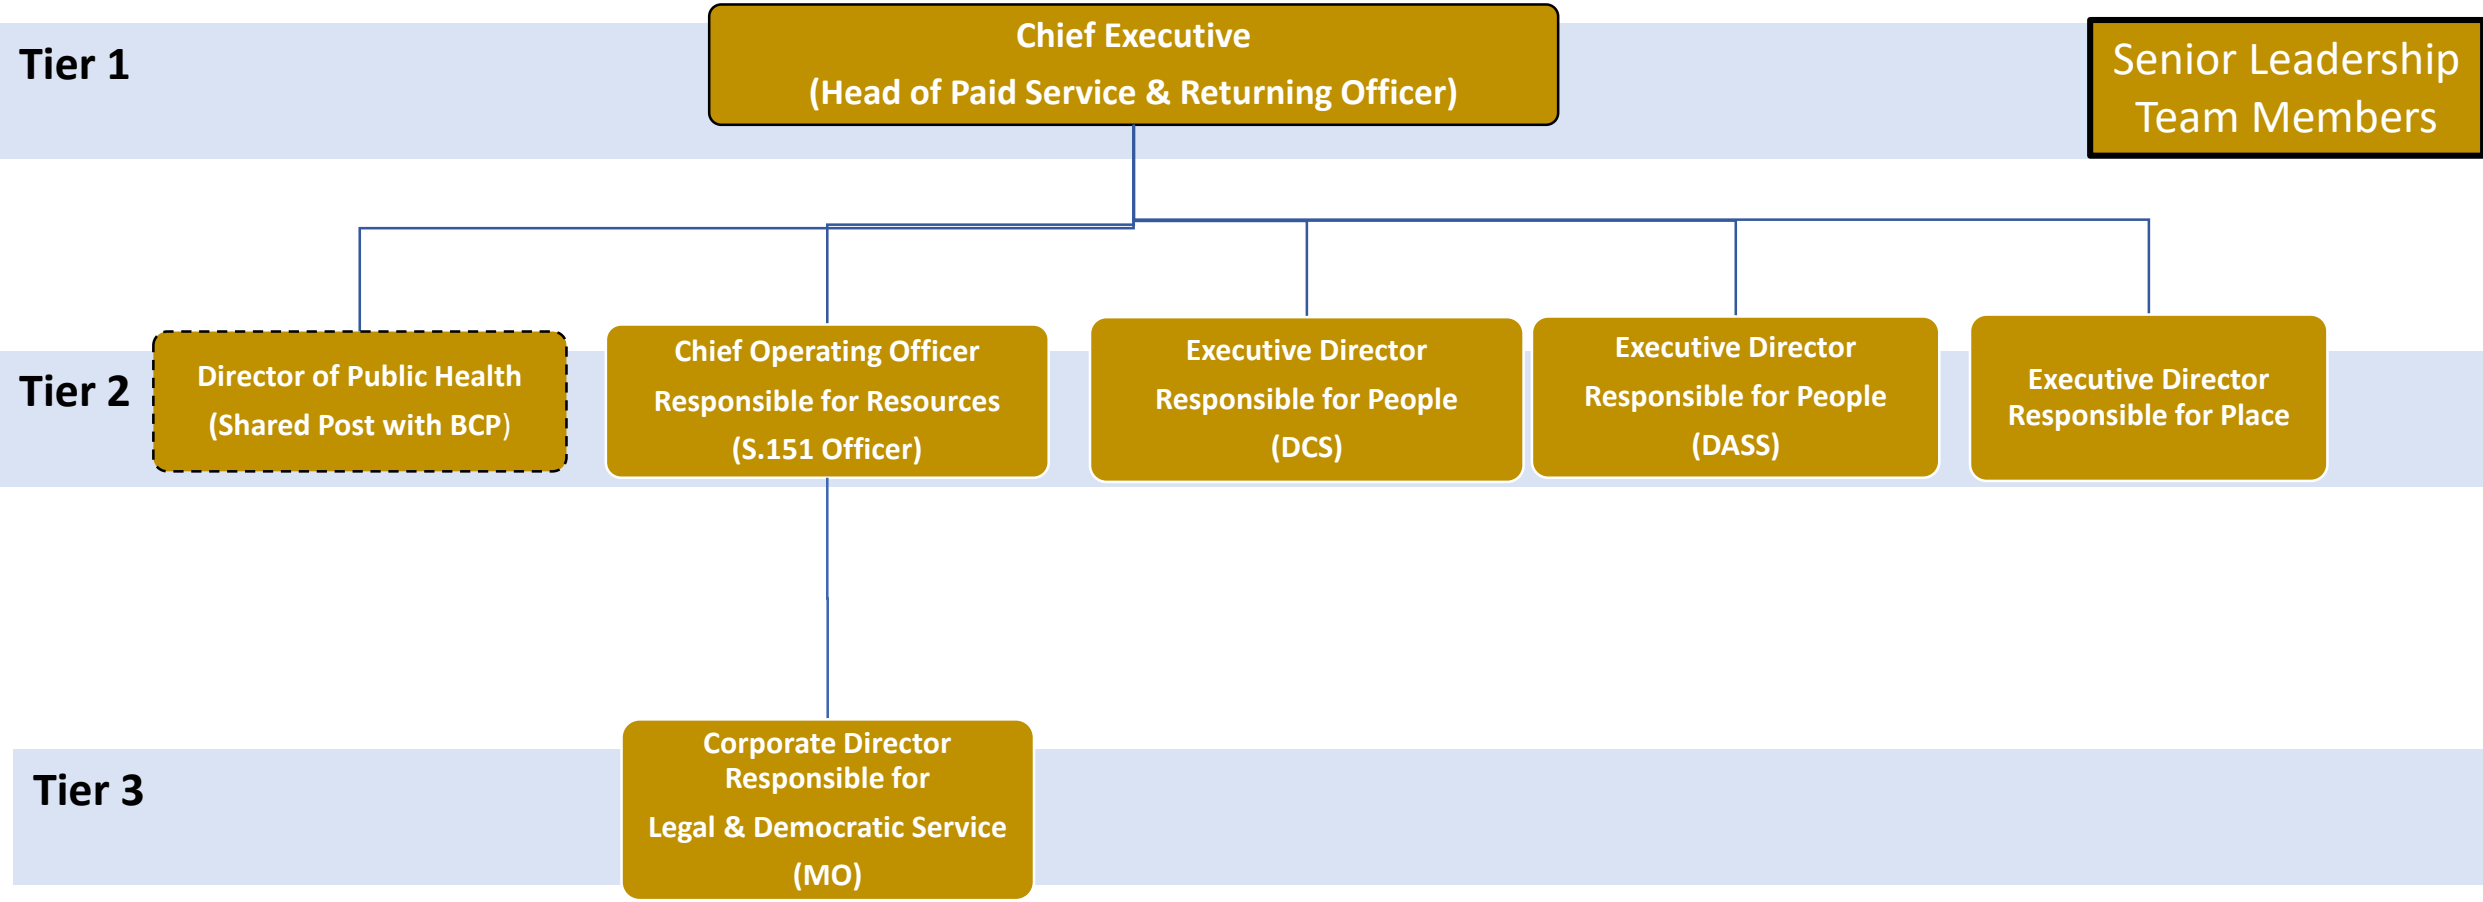 Tier 1
Chief Executive
(Head of Paid Service & Returning Officer)
Senior Leadership
Team Members
Tier 2
Director of Public Health
(Shared Post with BCP)
Chief Operating Officer
Responsible for Resources
(S.151 Officer)
Executive Director
Responsible for People
(DCS)
Executive Director
Responsible for People
(DASS)
Executive Director
Responsible for Place
Tier 3
Corporate Director
Responsible for
Legal & Democratic Service
(MO)